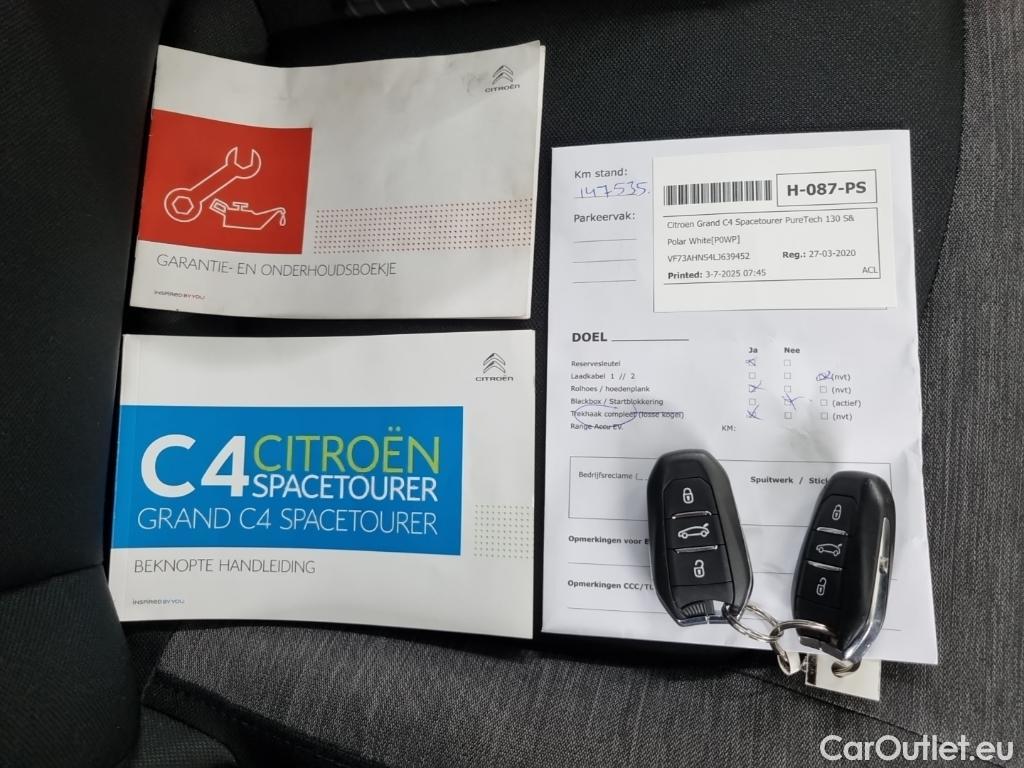 CITROËN
GARANTIE- EN ONDERHOUDSBOEKJE
INSPIRED BY YOU
CITROËN
C4 CITROËN
SPACETOURER
GRAND C4 SPACETOURER
BEKNOPTE HANDLEIDING
INSPIRED BY YOU
Km stand:
147535.
Parkeervak:
H-087-PS
Citroen Grand C4 Spacetourer PureTech 130 S&
Polar White[P0WP]
VF73AHNS4LJ639452 Reg.: 27-03-2020
Printed: 3-7-2025 07:45 ACL
DOEL
Ja Nee
Reservesleutel
Laadkabel 1 // 2 (nvt)
Rolhoes / hoedenplank (nvt)
Blackbox / Startblokkering (actief)
Trekhaak compleet (losse kogel) (nvt)
Range Accu EV. KM:
Bedrijfsreclame ( Spuitwerk / Stic
Opmerkingen voor E
Opmerkingen CCC/TU
CarOutlet.eu